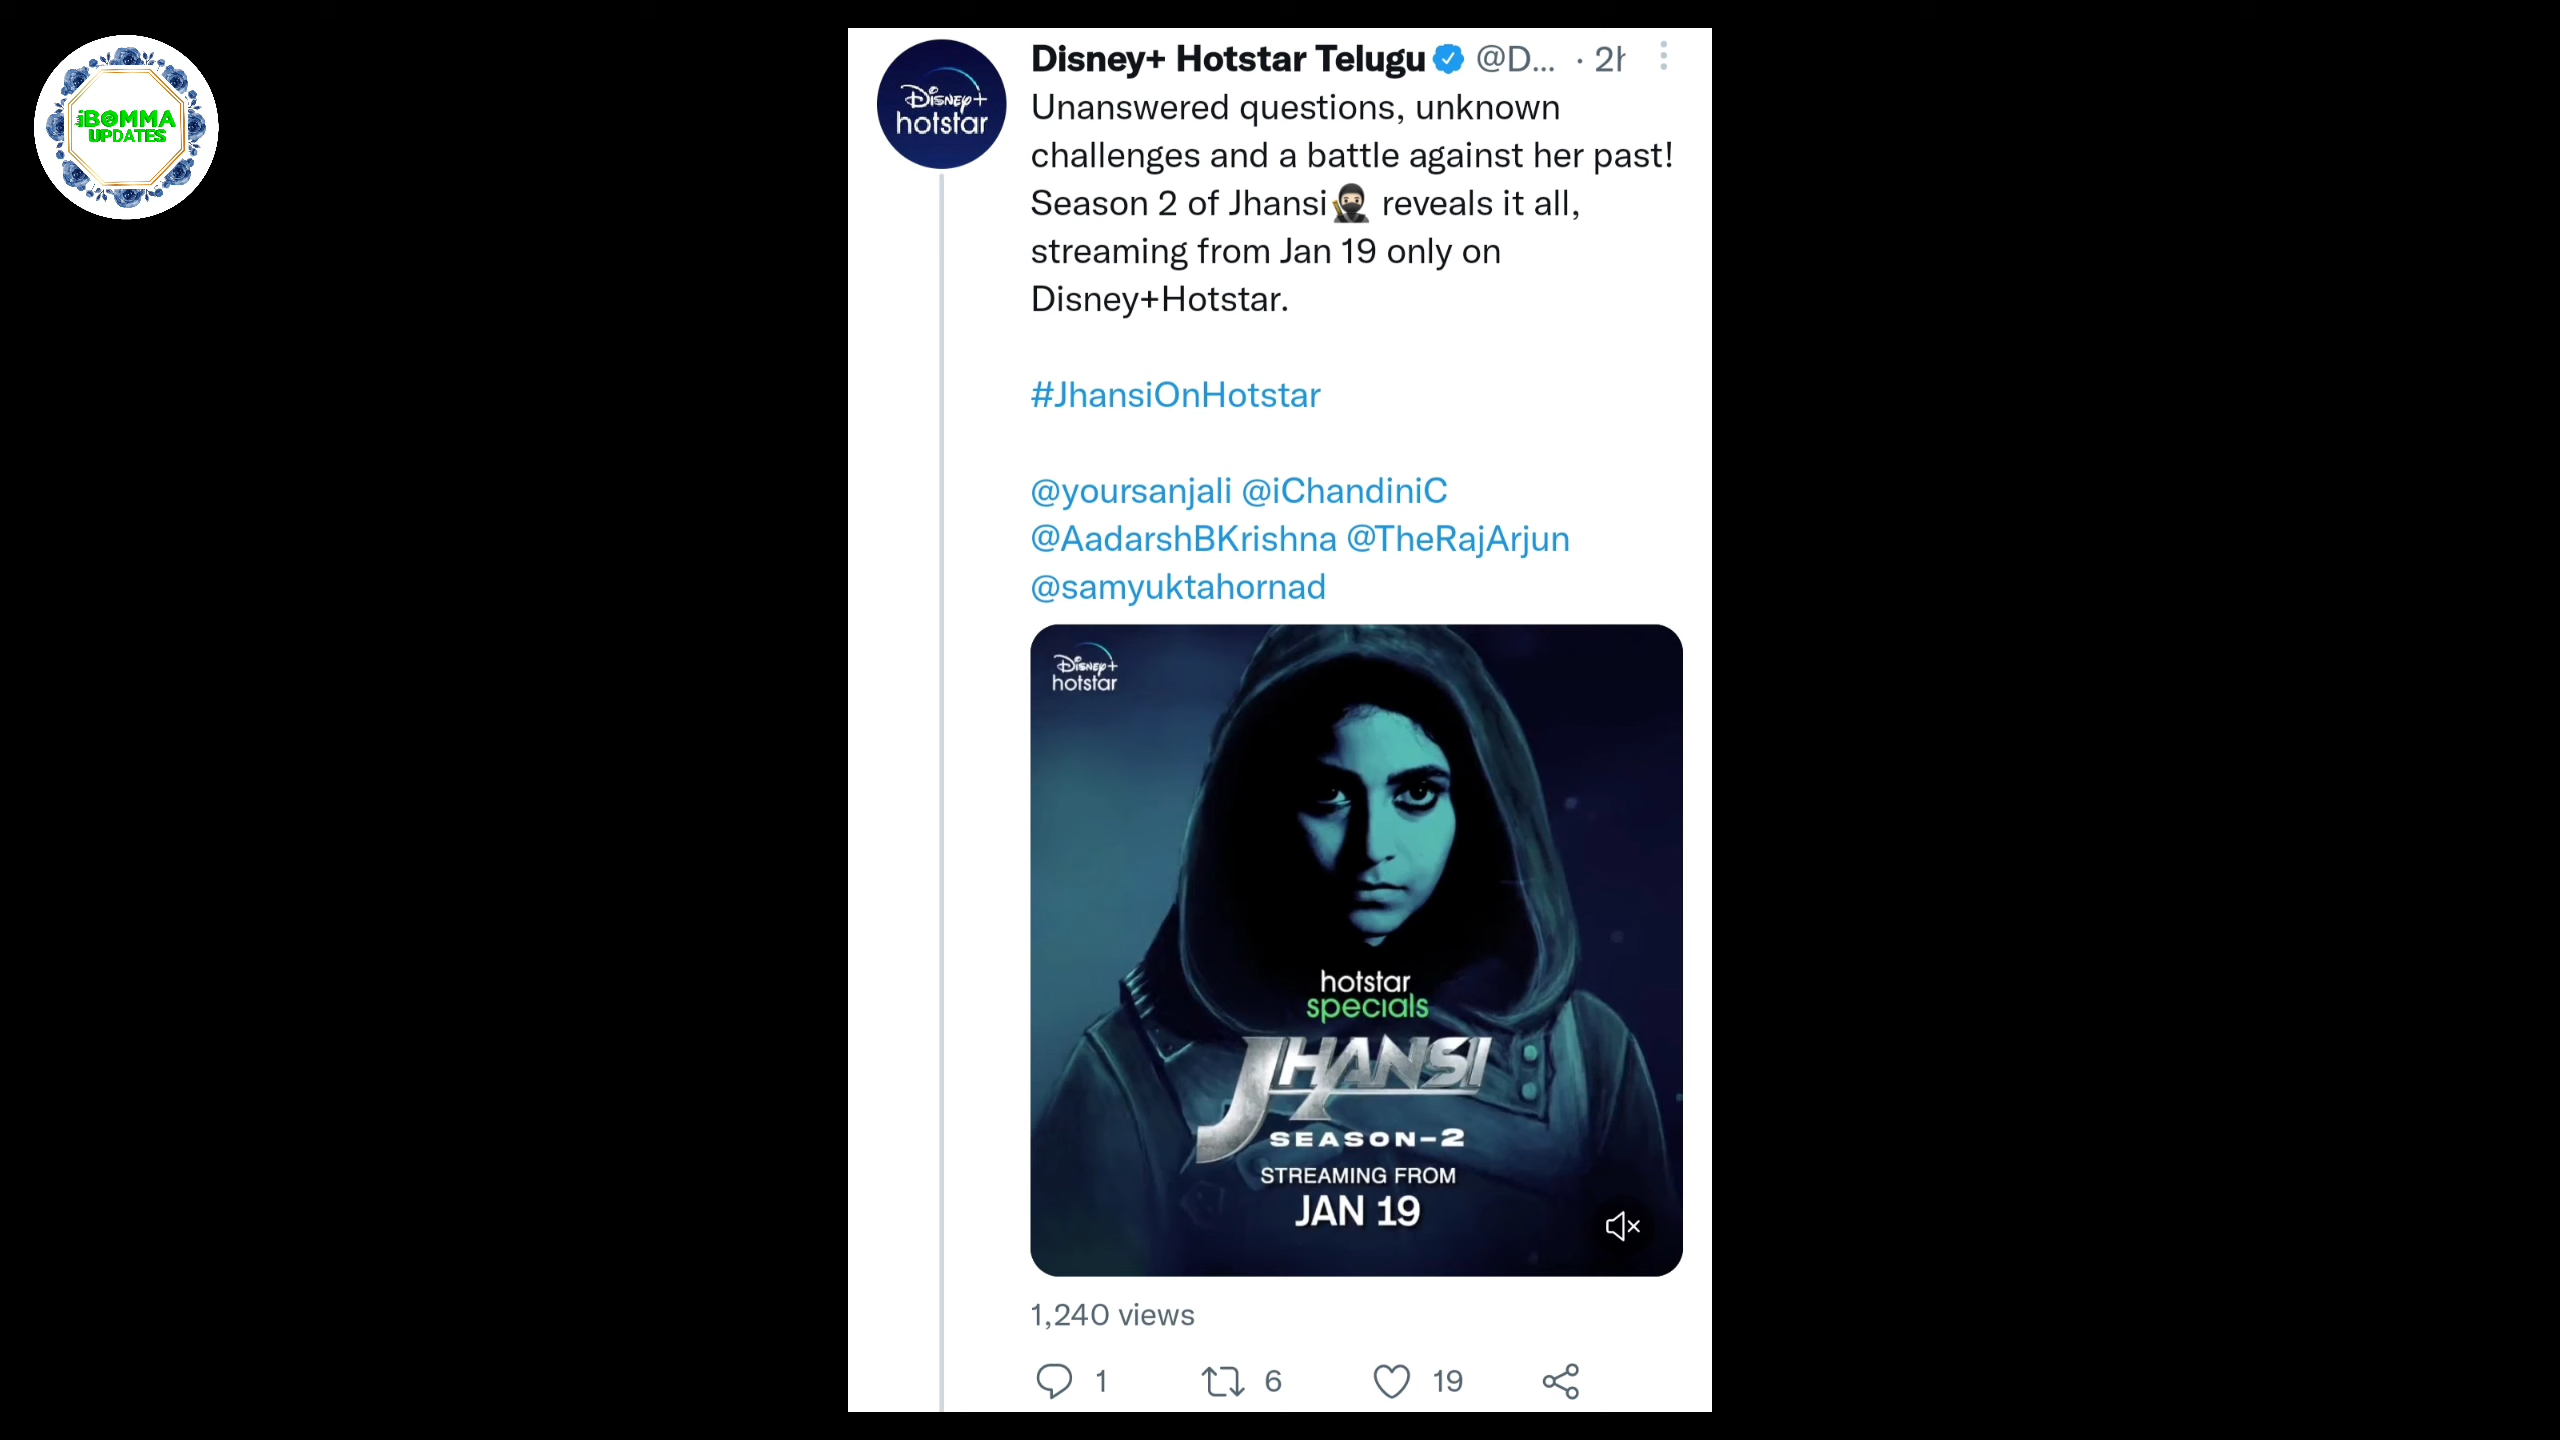 iBOMMA
UPDATES
Disney+ hotstar
Disney+ Hotstar Telugu @D... · 2h
Unanswered questions, unknown
challenges and a battle against her past!
Season 2 of Jhansi🥷🏻 reveals it all,
streaming from Jan 19 only on
Disney+Hotstar.
#JhansiOnHotstar
@yoursanjali @iChandiniC
@AadarshBKrishna @TheRajArjun
@samyuktahornad
Disney+
hotstar
hotstar
specials
JHANSI
SEASON-2
STREAMING FROM
JAN 19
1,240 views
1 6 19